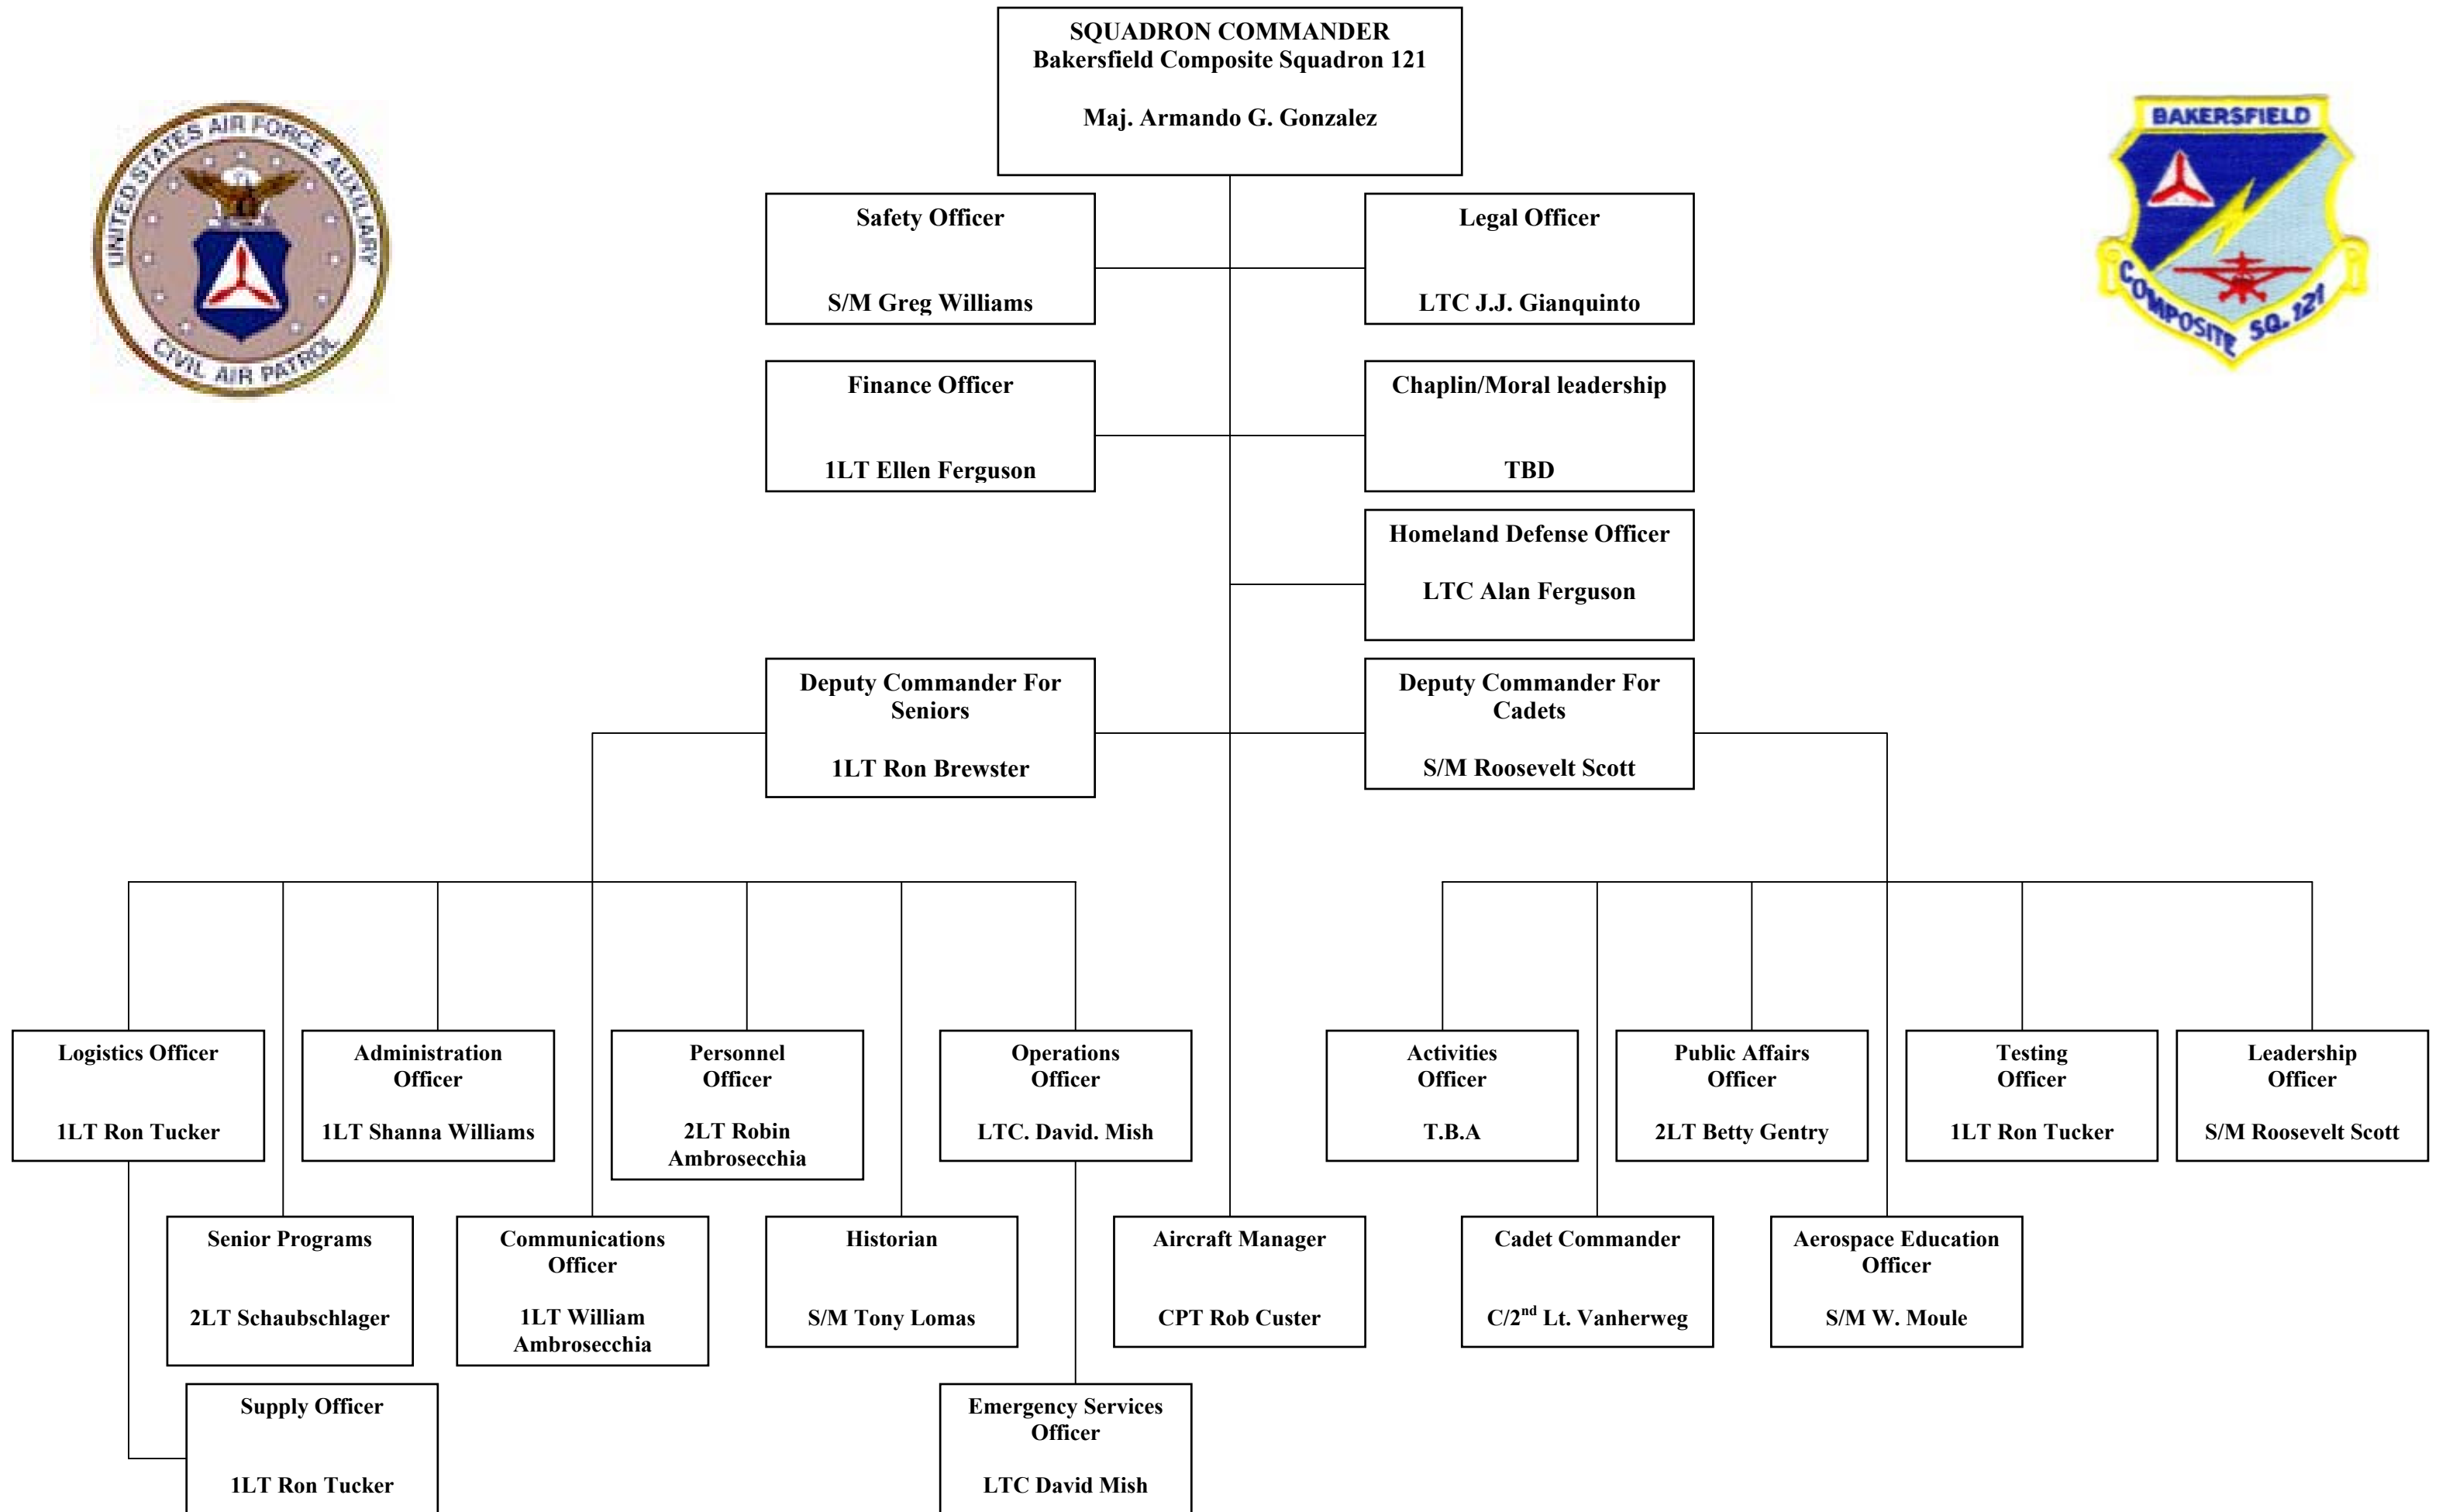 SQUADRON COMMANDER
Bakersfield Composite Squadron 121
Maj. Armando G. Gonzalez
UNITED STATES AIR FORCE AUXILIARY
CIVIL AIR PATROL
BAKERSFIELD
COMPOSITE SQ. 121
Safety Officer
S/M Greg Williams
Legal Officer
LTC J.J. Gianquinto
Finance Officer
1LT Ellen Ferguson
Chaplin/Moral leadership
TBD
Homeland Defense Officer
LTC Alan Ferguson
Deputy Commander For
Seniors
1LT Ron Brewster
Deputy Commander For
Cadets
S/M Roosevelt Scott
Logistics Officer
1LT Ron Tucker
Administration
Officer
1LT Shanna Williams
Personnel
Officer
2LT Robin
Ambrosecchia
Operations
Officer
LTC. David. Mish
Activities
Officer
T.B.A
Public Affairs
Officer
2LT Betty Gentry
Testing
Officer
1LT Ron Tucker
Leadership
Officer
S/M Roosevelt Scott
Senior Programs
2LT Schaubschlager
Communications
Officer
1LT William
Ambrosecchia
Historian
S/M Tony Lomas
Aircraft Manager
CPT Rob Custer
Cadet Commander
C/2nd Lt. Vanherweg
Aerospace Education
Officer
S/M W. Moule
Supply Officer
1LT Ron Tucker
Emergency Services
Officer
LTC David Mish